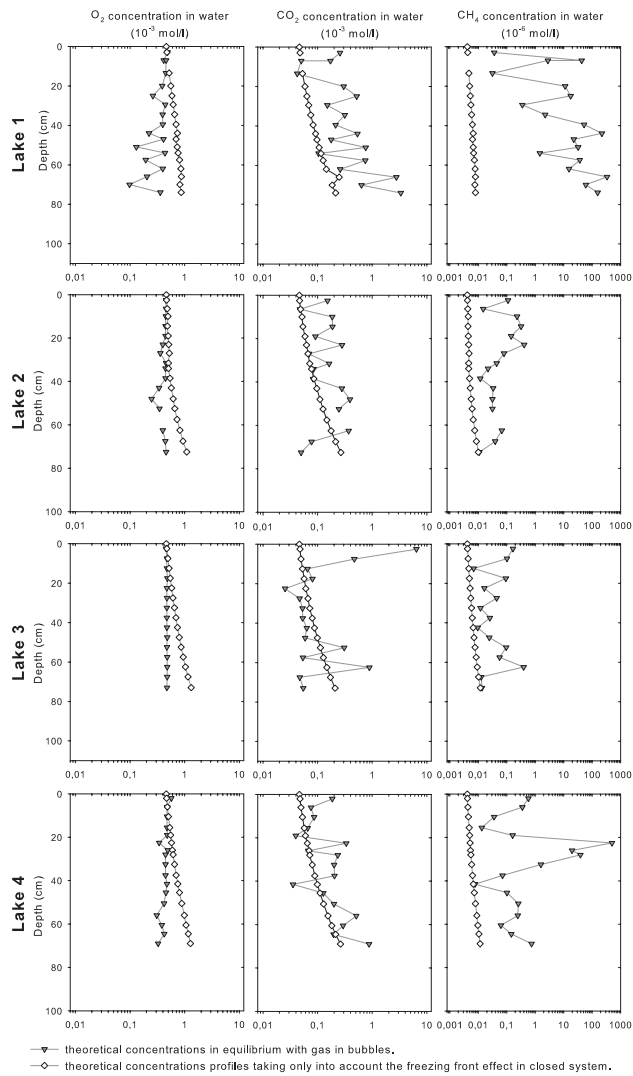 O2 concentration in water CO2 concentration in water CH4 concentration in water
(10-3 mol/l) (10-3 mol/l) (10-6 mol/l)
Lake 1
Depth (cm)
0
20
40
60
80
100
0,01 0,1 1 10 0,01 0,1 1 10 0,001 0,01 0,1 1 10 100 1000
Lake 2
Depth (cm)
0
20
40
60
80
100
0,01 0,1 1 10 0,01 0,1 1 10 0,001 0,01 0,1 1 10 100 1000
Lake 3
Depth (cm)
0
20
40
60
80
100
0,01 0,1 1 10 0,01 0,1 1 10 0,001 0,01 0,1 1 10 100 1000
Lake 4
Depth (cm)
0
20
40
60
80
100
0,01 0,1 1 10 0,01 0,1 1 10 0,001 0,01 0,1 1 10 100 1000
theoretical concentrations in equilibrium with gas in bubbles.
theoretical concentrations profiles taking only into account the freezing front effect in closed system.